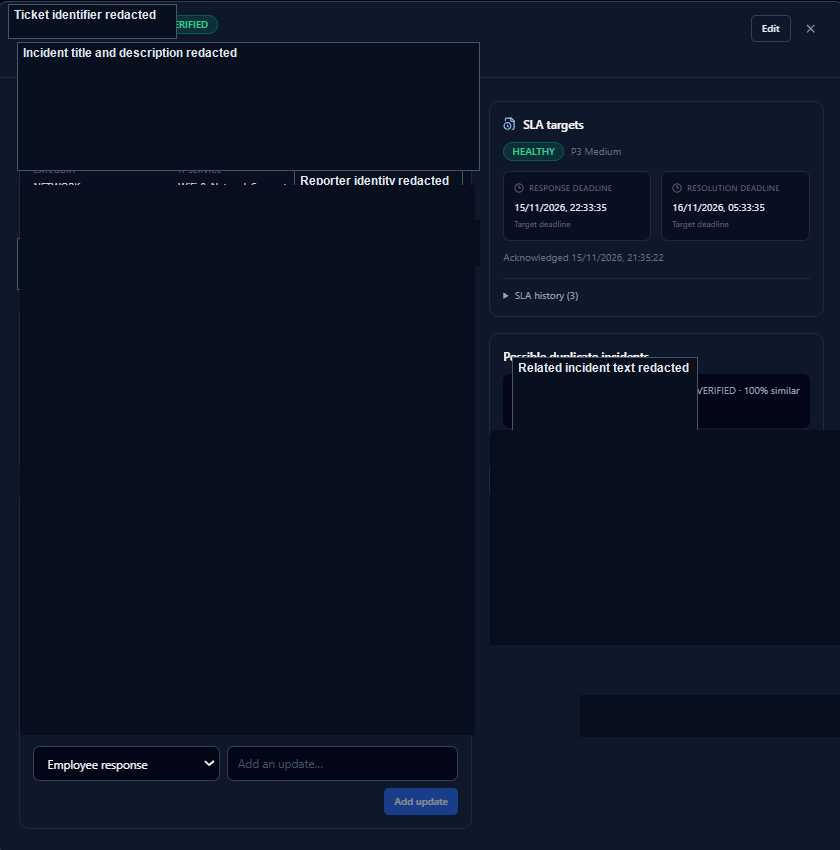 Ticket identifier redacted
Edit
Incident title and description redacted
Reporter identity redacted
SLA targets
HEALTHY P3 Medium
RESPONSE DEADLINE
15/11/2026, 22:33:35
Target deadline
RESOLUTION DEADLINE
16/11/2026, 05:33:35
Target deadline
Acknowledged 15/11/2026, 21:35:22
SLA history (3)
Possible duplicate incidents
Related incident text redacted
VERIFIED · 100% similar
Employee response
Add an update...
Add update